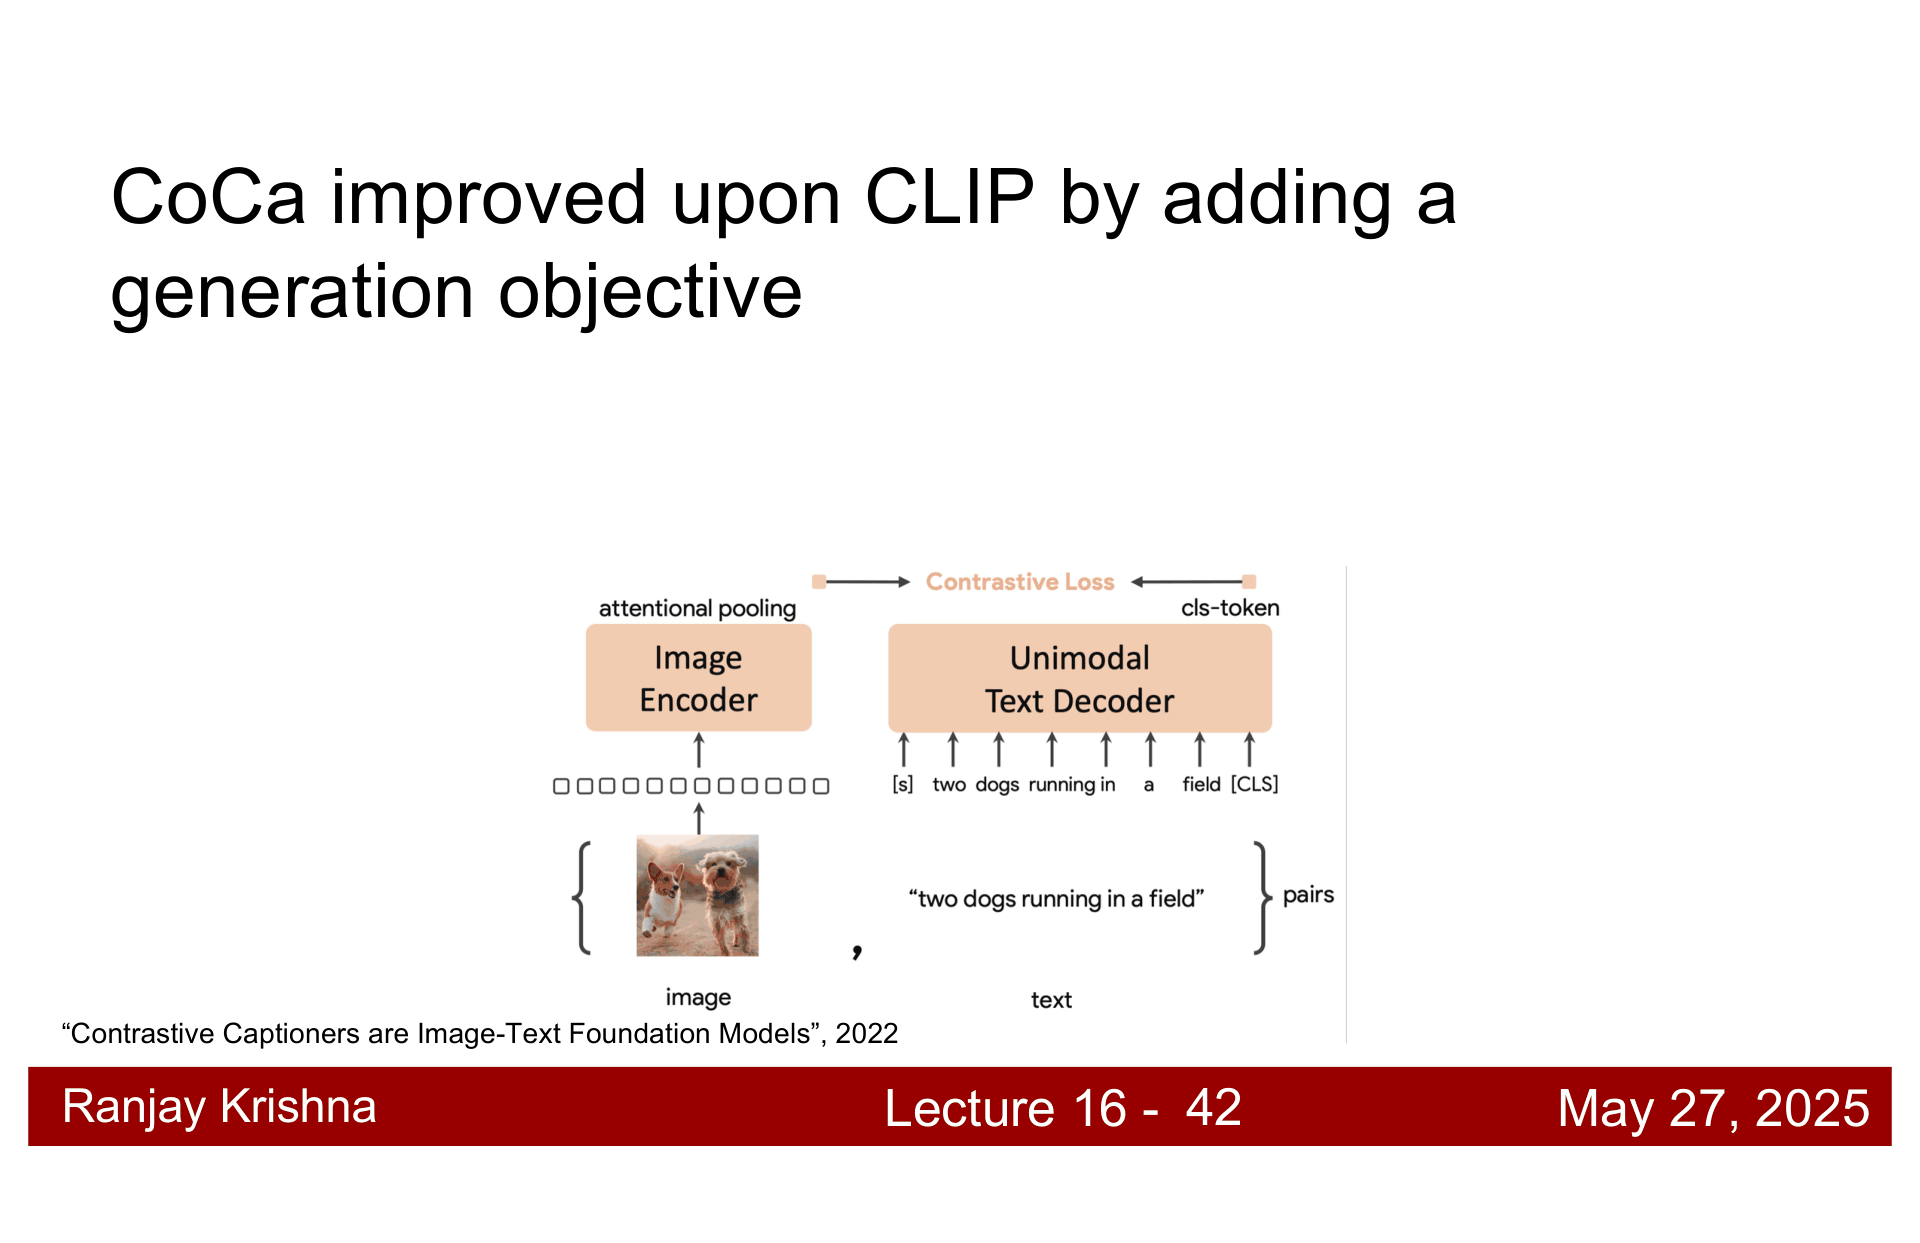 CoCa improved upon CLIP by adding a
generation objective
Contrastive Loss
attentional pooling
cls-token
Image
Encoder
Unimodal
Text Decoder
[s] two dogs running in a field [CLS]
“two dogs running in a field”
pairs
,
image
text
“Contrastive Captioners are Image-Text Foundation Models”, 2022
Ranjay Krishna
Lecture 16 - 42
May 27, 2025